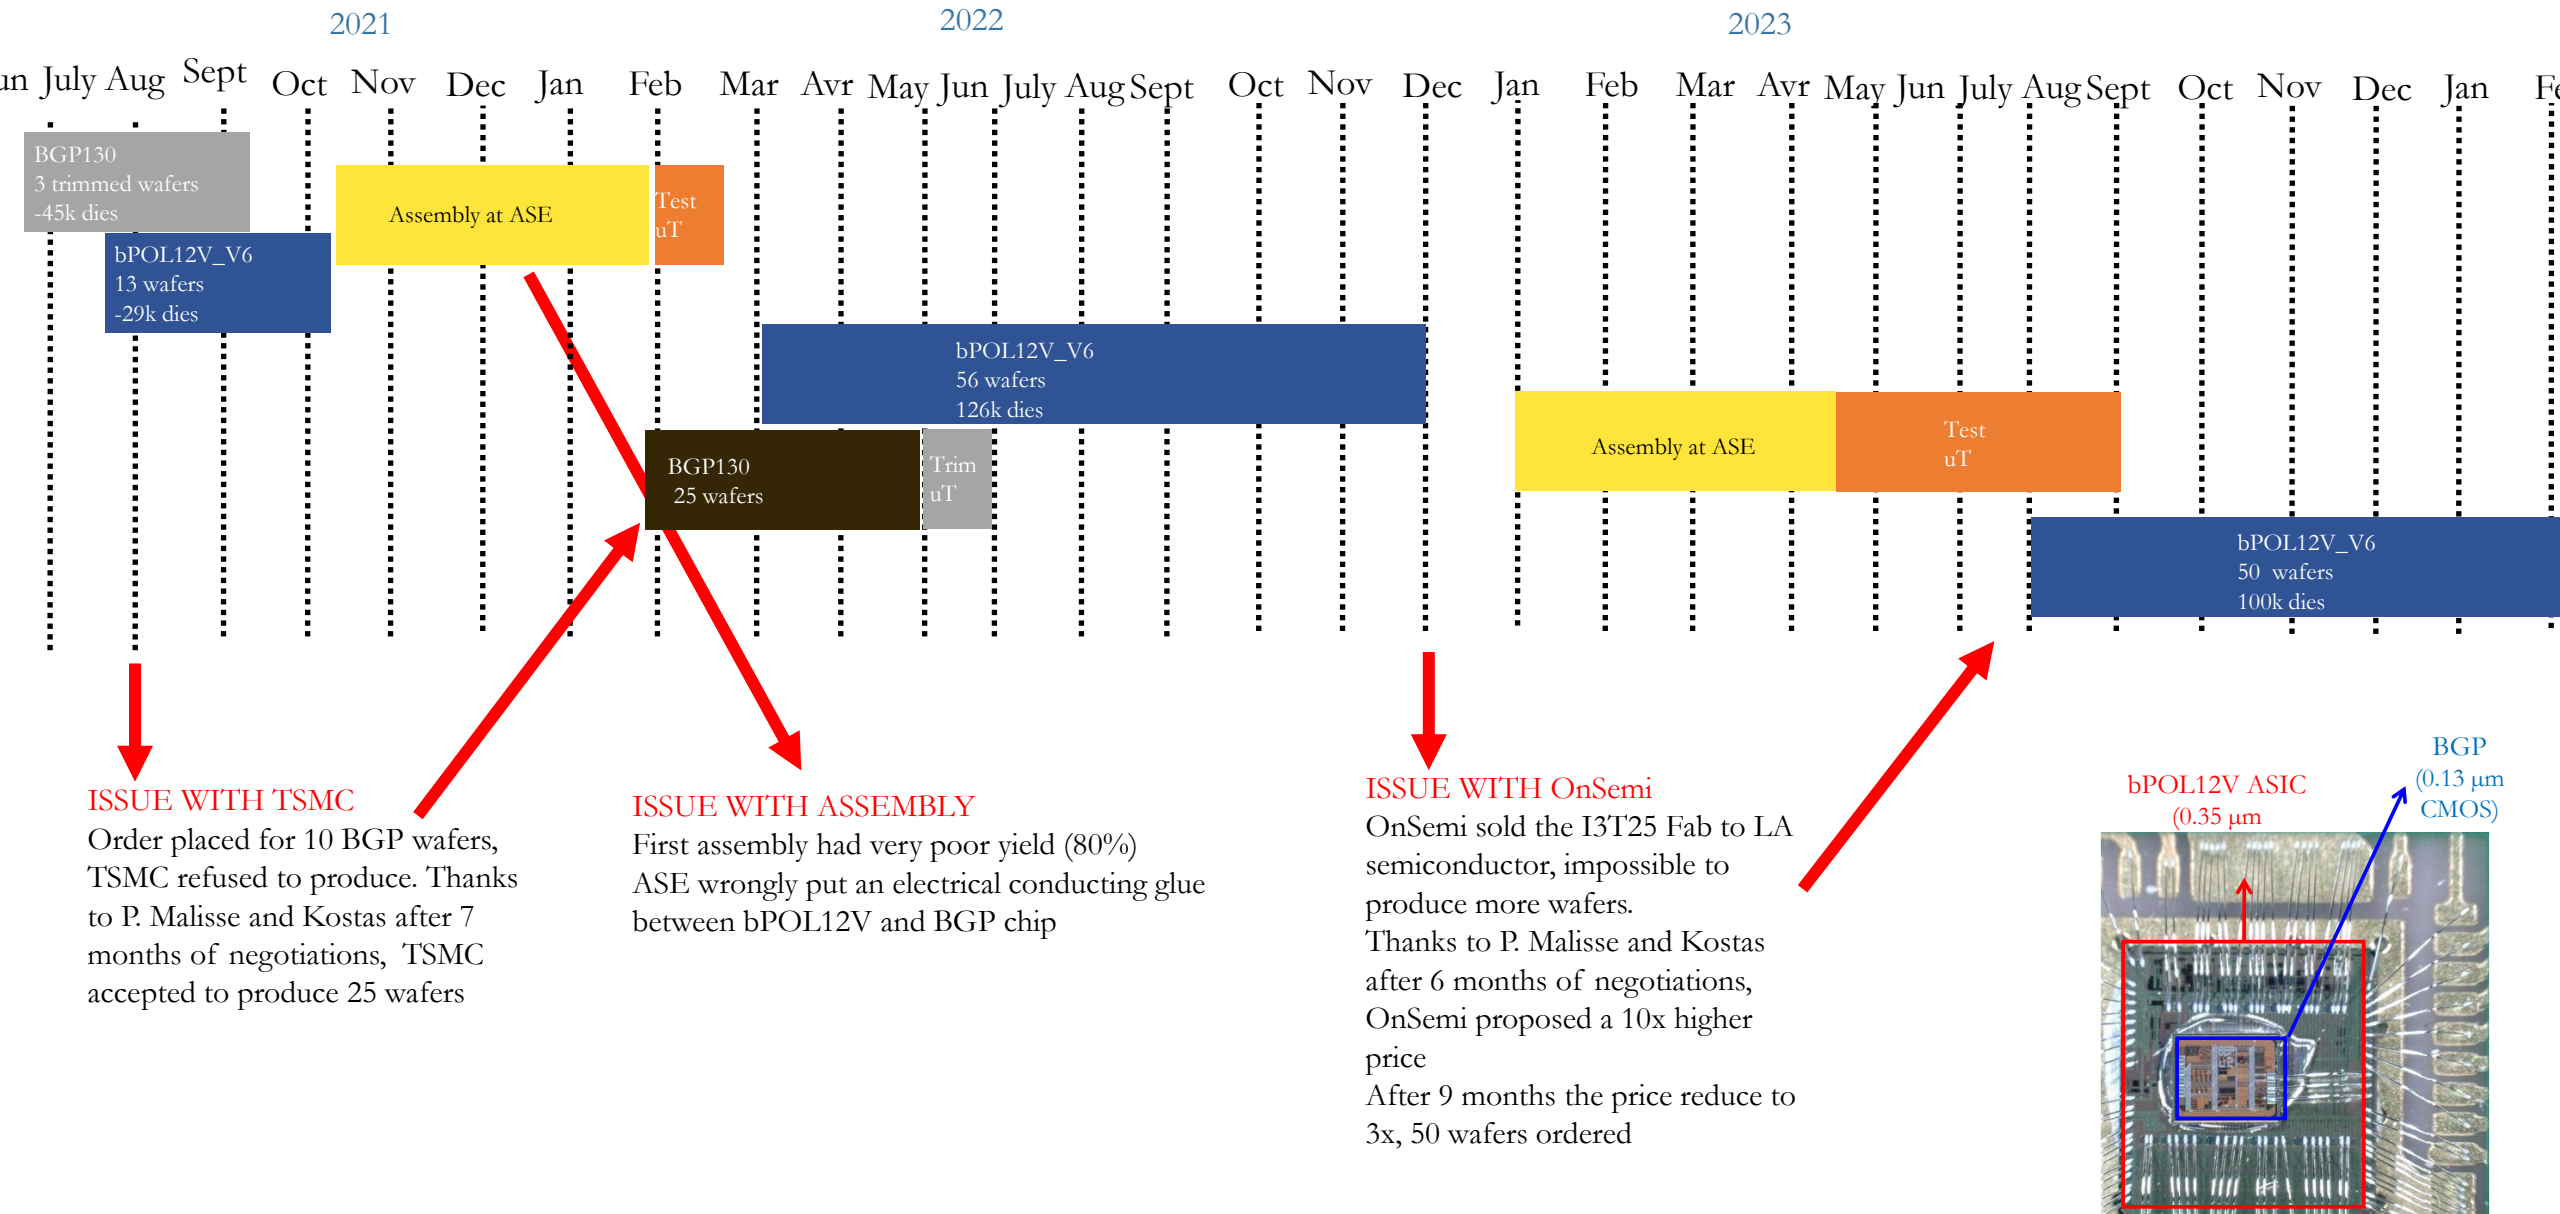 2021
2022
2023
un July Aug Sept Oct Nov Dec Jan Feb Mar Avr May Jun July Aug Sept Oct Nov Dec Jan Feb Mar Avr May Jun July Aug Sept Oct Nov Dec Jan Fe
BGP130
3 trimmed wafers
-45k dies
bPOL12V_V6
13 wafers
-29k dies
Assembly at ASE
Test
uT
bPOL12V_V6
56 wafers
126k dies
BGP130
25 wafers
Trim
uT
Assembly at ASE
Test
uT
bPOL12V_V6
50 wafers
100k dies
ISSUE WITH TSMC
Order placed for 10 BGP wafers,
TSMC refused to produce. Thanks
to P. Malisse and Kostas after 7
months of negotiations, TSMC
accepted to produce 25 wafers
ISSUE WITH ASSEMBLY
First assembly had very poor yield (80%)
ASE wrongly put an electrical conducting glue
between bPOL12V and BGP chip
ISSUE WITH OnSemi
OnSemi sold the I3T25 Fab to LA
semiconductor, impossible to
produce more wafers.
Thanks to P. Malisse and Kostas
after 6 months of negotiations,
OnSemi proposed a 10x higher
price
After 9 months the price reduce to
3x, 50 wafers ordered
bPOL12V ASIC
(0.35 µm
BGP
(0.13 µm
CMOS)